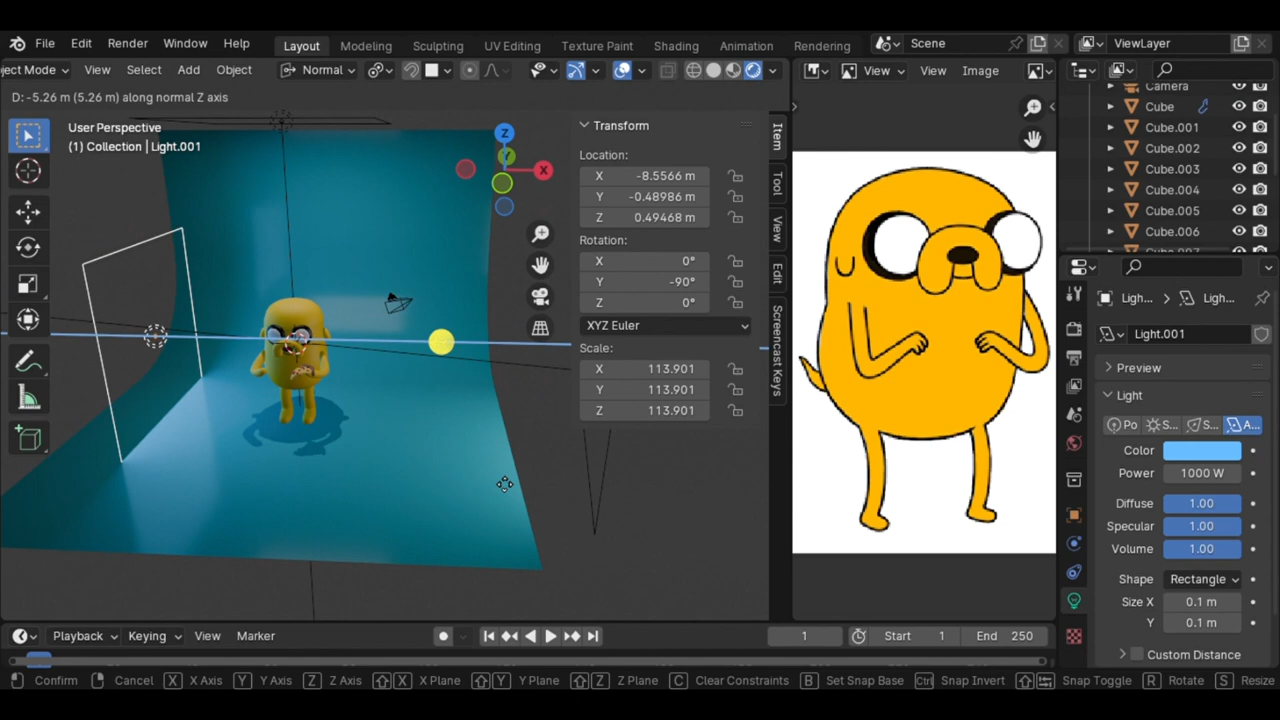 File Edit Render Window Help Layout Modeling Sculpting UV Editing Texture Paint Shading Animation Rendering Scene ViewLayer
ject Mode View Select Add Object Normal View View Image
D: -5.26 m (5.26 m) along normal Z axis
User Perspective
(1) Collection | Light.001
Z
Y
X
Transform
Location:
X -8.5566 m
Y -0.48986 m
Z 0.49468 m
Rotation:
X 0°
Y -90°
Z 0°
XYZ Euler
Scale:
X 113.901
Y 113.901
Z 113.901
Item
Tool
View
Edit
Screencast Keys
Camera
Cube
Cube.001
Cube.002
Cube.003
Cube.004
Cube.005
Cube.006
Cube.007
Ligh... Ligh...
Light.001
Preview
Light
Po S... S... A...
Color
Power 1000 W
Diffuse 1.00
Specular 1.00
Volume 1.00
Shape Rectangle
Size X 0.1 m
Y 0.1 m
Custom Distance
Playback Keying View Marker 1 Start 1 End 250
Confirm Cancel X X Axis Y Y Axis Z Z Axis X X Plane Y Y Plane Z Z Plane C Clear Constraints B Set Snap Base Ctrl Snap Invert Snap Toggle R Rotate S Resize